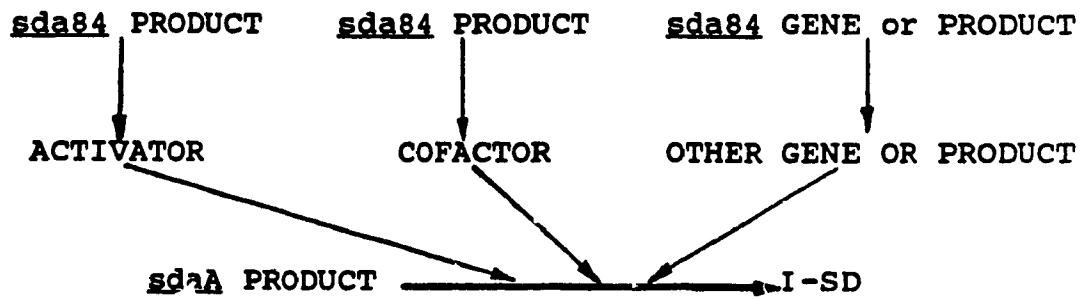 sda84 PRODUCT sda84 PRODUCT sda84 GENE or PRODUCT
ACTIVATOR COFACTOR OTHER GENE OR PRODUCT
sdaA PRODUCT I-SD